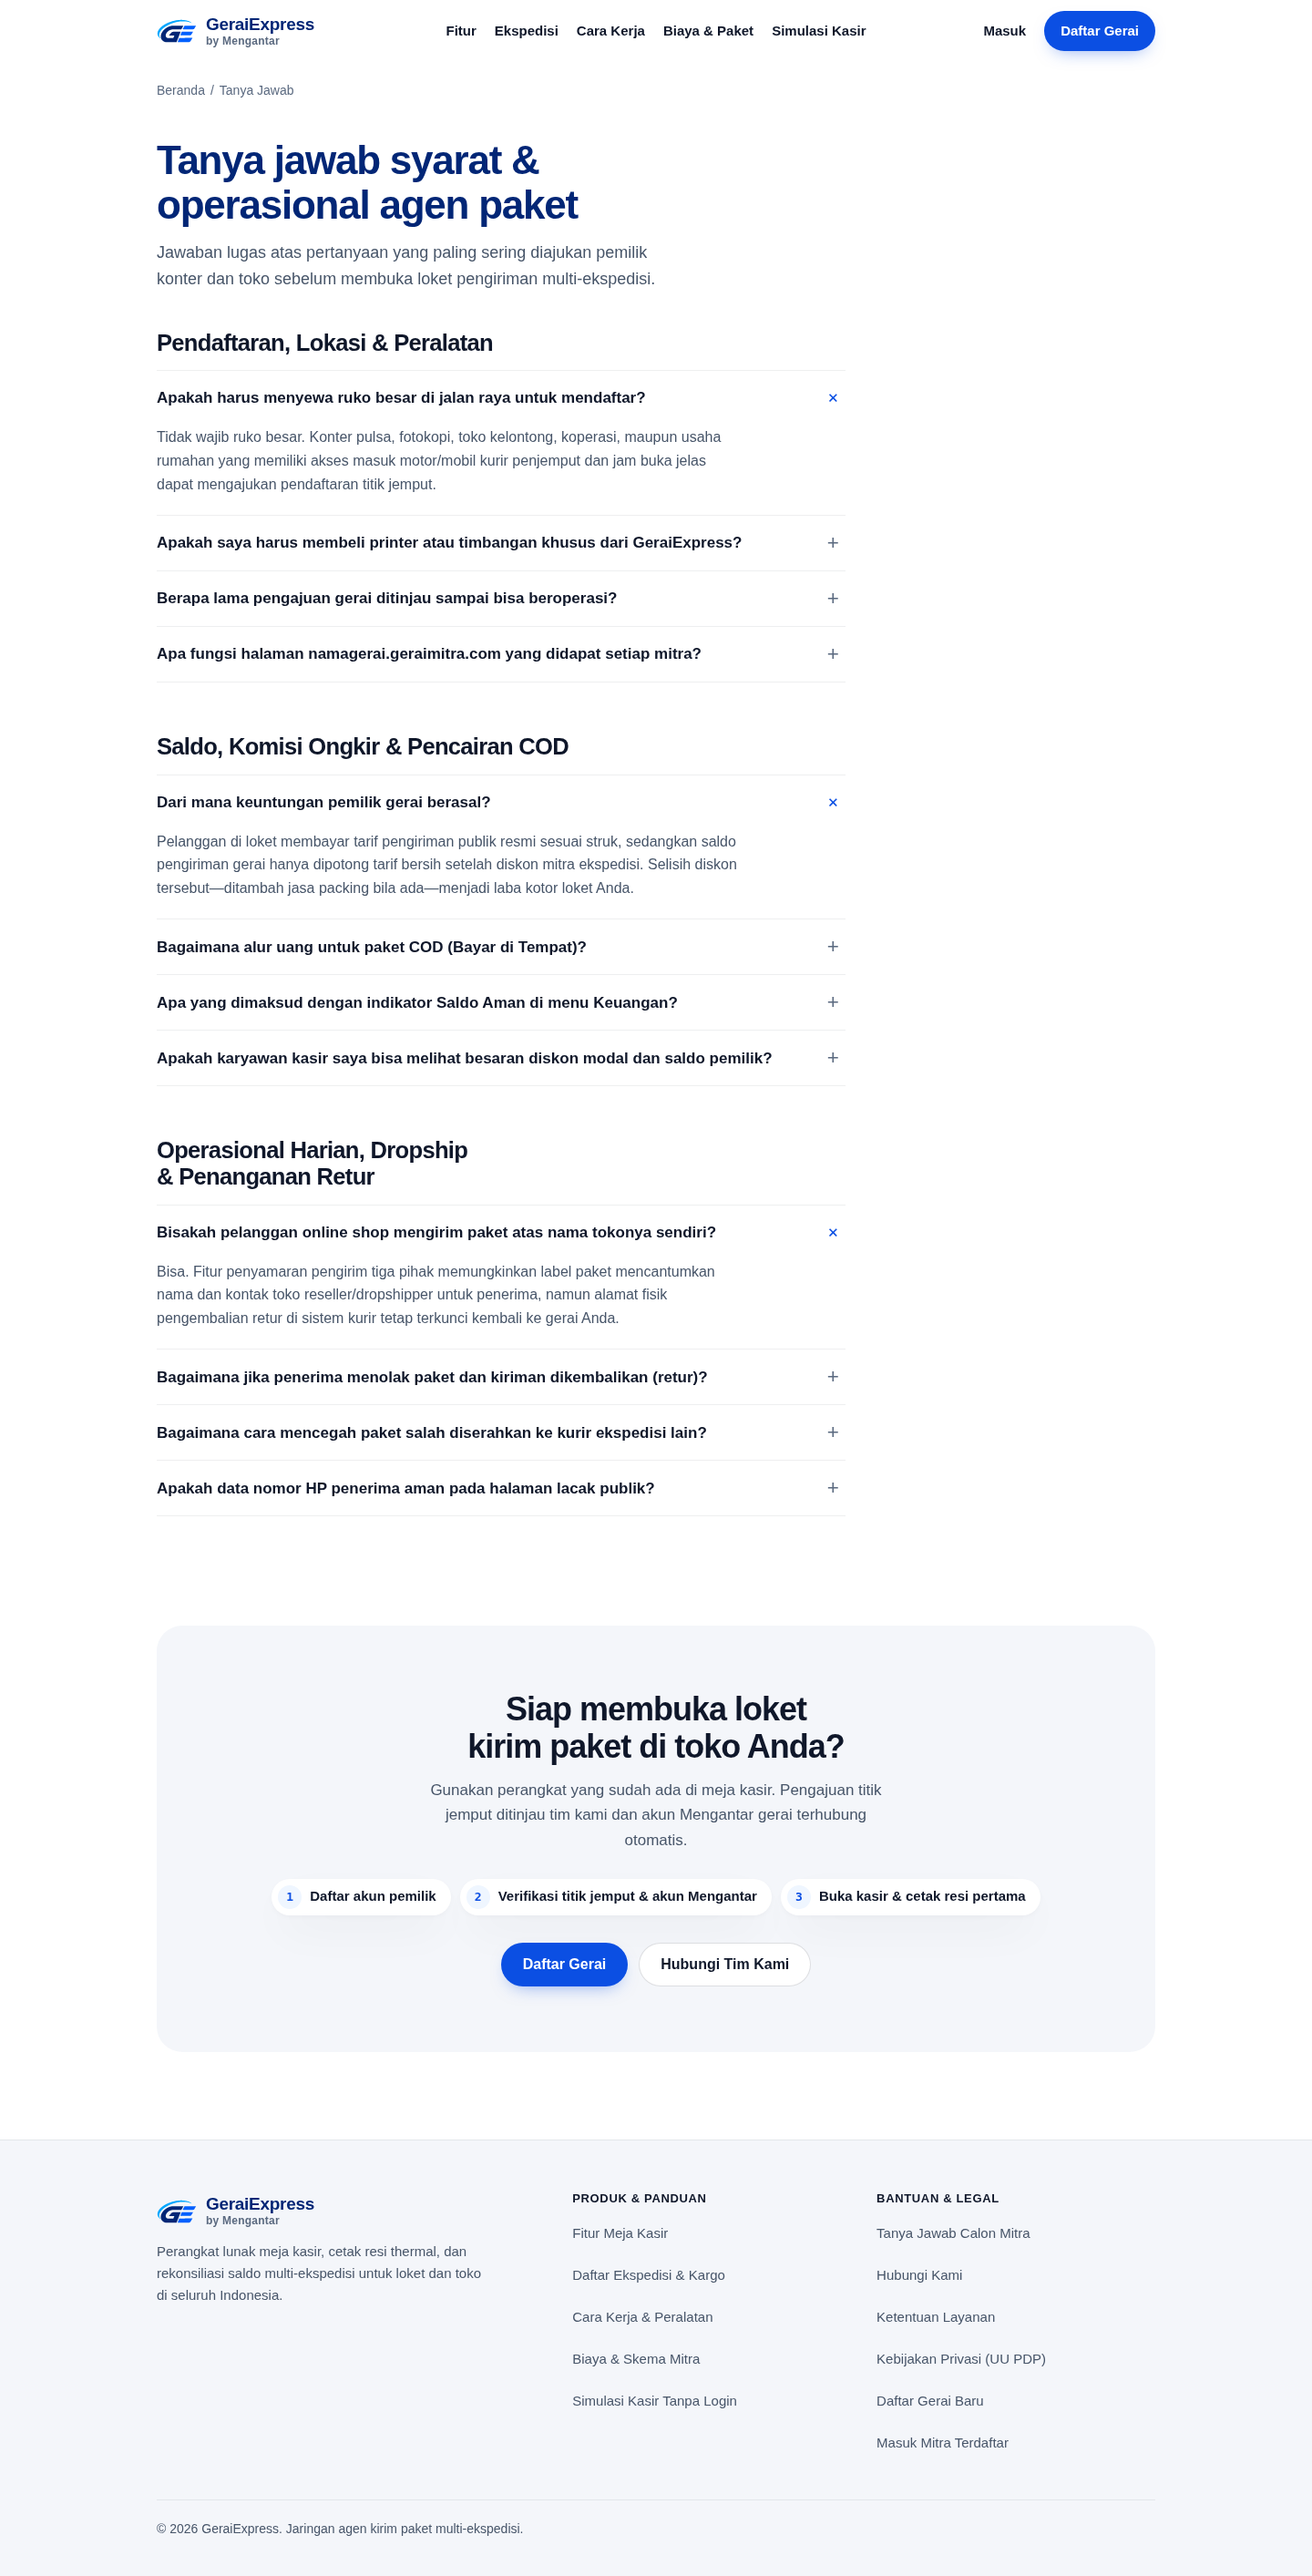 GeraiExpress
by Mengantar
Fitur
Ekspedisi
Cara Kerja
Biaya & Paket
Simulasi Kasir
Masuk
Daftar Gerai
Beranda / Tanya Jawab
Tanya jawab syarat &
operasional agen paket
Jawaban lugas atas pertanyaan yang paling sering diajukan pemilik
konter dan toko sebelum membuka loket pengiriman multi-ekspedisi.
Pendaftaran, Lokasi & Peralatan
Apakah harus menyewa ruko besar di jalan raya untuk mendaftar?
Tidak wajib ruko besar. Konter pulsa, fotokopi, toko kelontong, koperasi, maupun usaha
rumahan yang memiliki akses masuk motor/mobil kurir penjemput dan jam buka jelas
dapat mengajukan pendaftaran titik jemput.
Apakah saya harus membeli printer atau timbangan khusus dari GeraiExpress?
Berapa lama pengajuan gerai ditinjau sampai bisa beroperasi?
Apa fungsi halaman namagerai.geraimitra.com yang didapat setiap mitra?
Saldo, Komisi Ongkir & Pencairan COD
Dari mana keuntungan pemilik gerai berasal?
Pelanggan di loket membayar tarif pengiriman publik resmi sesuai struk, sedangkan saldo
pengiriman gerai hanya dipotong tarif bersih setelah diskon mitra ekspedisi. Selisih diskon
tersebut—ditambah jasa packing bila ada—menjadi laba kotor loket Anda.
Bagaimana alur uang untuk paket COD (Bayar di Tempat)?
Apa yang dimaksud dengan indikator Saldo Aman di menu Keuangan?
Apakah karyawan kasir saya bisa melihat besaran diskon modal dan saldo pemilik?
Operasional Harian, Dropship
& Penanganan Retur
Bisakah pelanggan online shop mengirim paket atas nama tokonya sendiri?
Bisa. Fitur penyamaran pengirim tiga pihak memungkinkan label paket mencantumkan
nama dan kontak toko reseller/dropshipper untuk penerima, namun alamat fisik
pengembalian retur di sistem kurir tetap terkunci kembali ke gerai Anda.
Bagaimana jika penerima menolak paket dan kiriman dikembalikan (retur)?
Bagaimana cara mencegah paket salah diserahkan ke kurir ekspedisi lain?
Apakah data nomor HP penerima aman pada halaman lacak publik?
Siap membuka loket
kirim paket di toko Anda?
Gunakan perangkat yang sudah ada di meja kasir. Pengajuan titik
jemput ditinjau tim kami dan akun Mengantar gerai terhubung
otomatis.
1 Daftar akun pemilik
2 Verifikasi titik jemput & akun Mengantar
3 Buka kasir & cetak resi pertama
Daftar Gerai
Hubungi Tim Kami
GeraiExpress
by Mengantar
Perangkat lunak meja kasir, cetak resi thermal, dan
rekonsiliasi saldo multi-ekspedisi untuk loket dan toko
di seluruh Indonesia.
PRODUK & PANDUAN
Fitur Meja Kasir
Daftar Ekspedisi & Kargo
Cara Kerja & Peralatan
Biaya & Skema Mitra
Simulasi Kasir Tanpa Login
BANTUAN & LEGAL
Tanya Jawab Calon Mitra
Hubungi Kami
Ketentuan Layanan
Kebijakan Privasi (UU PDP)
Daftar Gerai Baru
Masuk Mitra Terdaftar
© 2026 GeraiExpress. Jaringan agen kirim paket multi-ekspedisi.